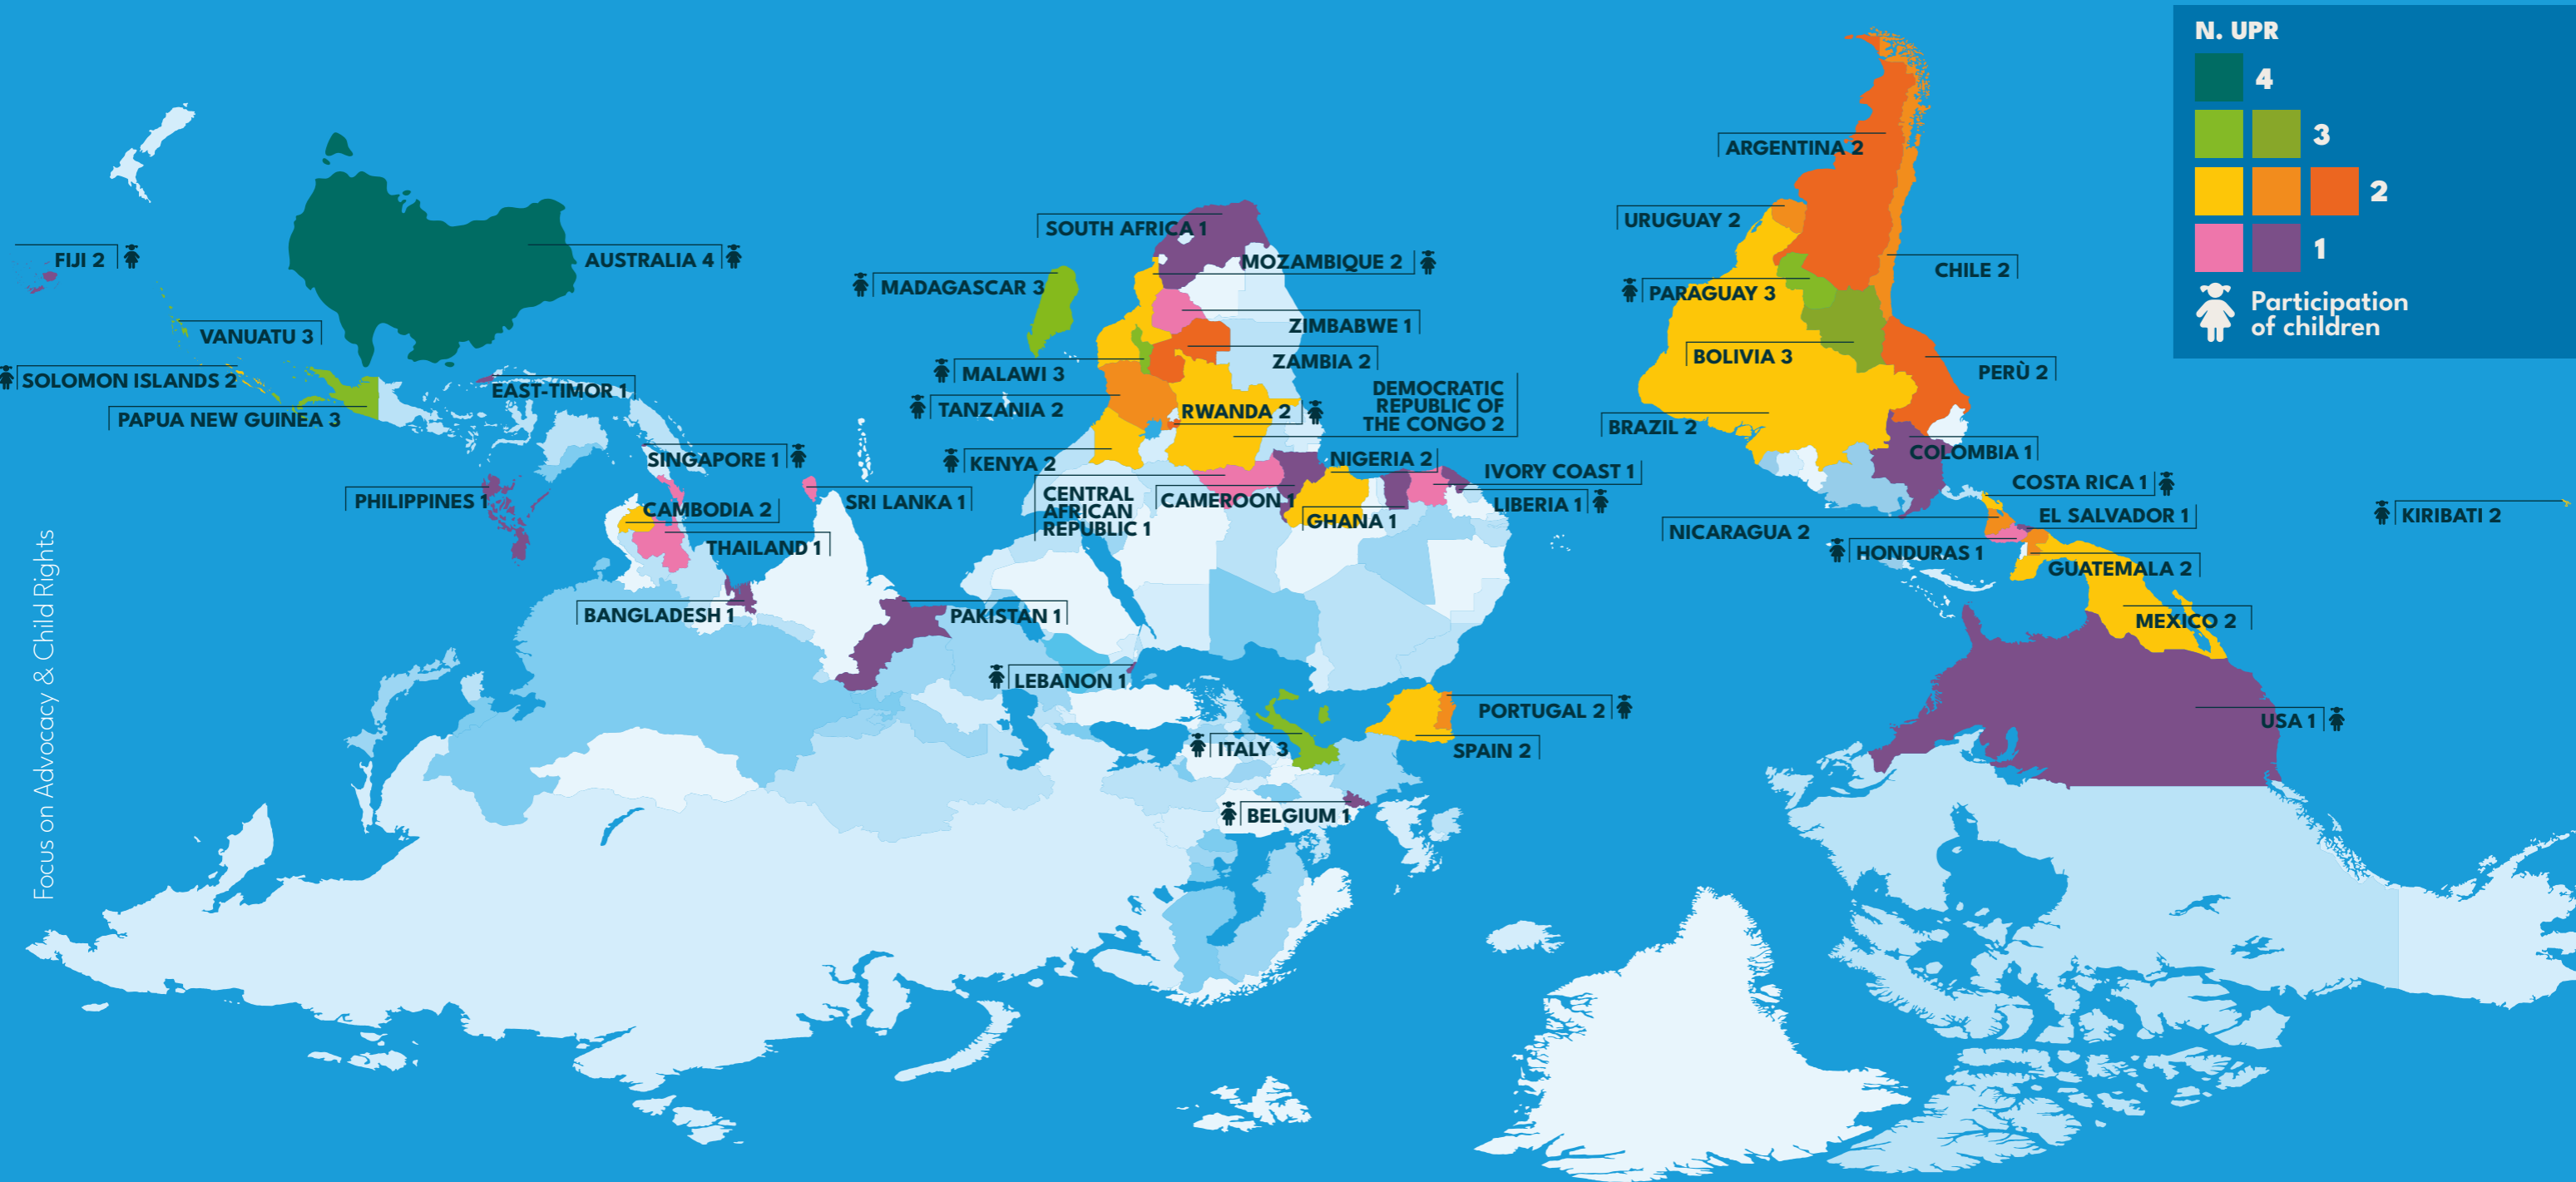 N. UPR
4
3
2
1
Participation
of children
ARGENTINA 2
URUGUAY 2
CHILE 2
PARAGUAY 3
BOLIVIA 3
PERÙ 2
BRAZIL 2
COLOMBIA 1
COSTA RICA 1
EL SALVADOR 1
NICARAGUA 2
HONDURAS 1
GUATEMALA 2
MEXICO 2
USA 1
KIRIBATI 2
SOUTH AFRICA 1
MOZAMBIQUE 2
MADAGASCAR 3
ZIMBABWE 1
ZAMBIA 2
MALAWI 3
TANZANIA 2
RWANDA 2
DEMOCRATIC
REPUBLIC OF
THE CONGO 2
KENYA 2
NIGERIA 2
IVORY COAST 1
LIBERIA 1
CENTRAL
AFRICAN
REPUBLIC 1
CAMEROON 1
GHANA 1
FIJI 2
AUSTRALIA 4
VANUATU 3
SOLOMON ISLANDS 2
PAPUA NEW GUINEA 3
EAST-TIMOR 1
SINGAPORE 1
PHILIPPINES 1
SRI LANKA 1
CAMBODIA 2
THAILAND 1
BANGLADESH 1
PAKISTAN 1
LEBANON 1
PORTUGAL 2
SPAIN 2
ITALY 3
BELGIUM 1
Focus on Advocacy & Child Rights